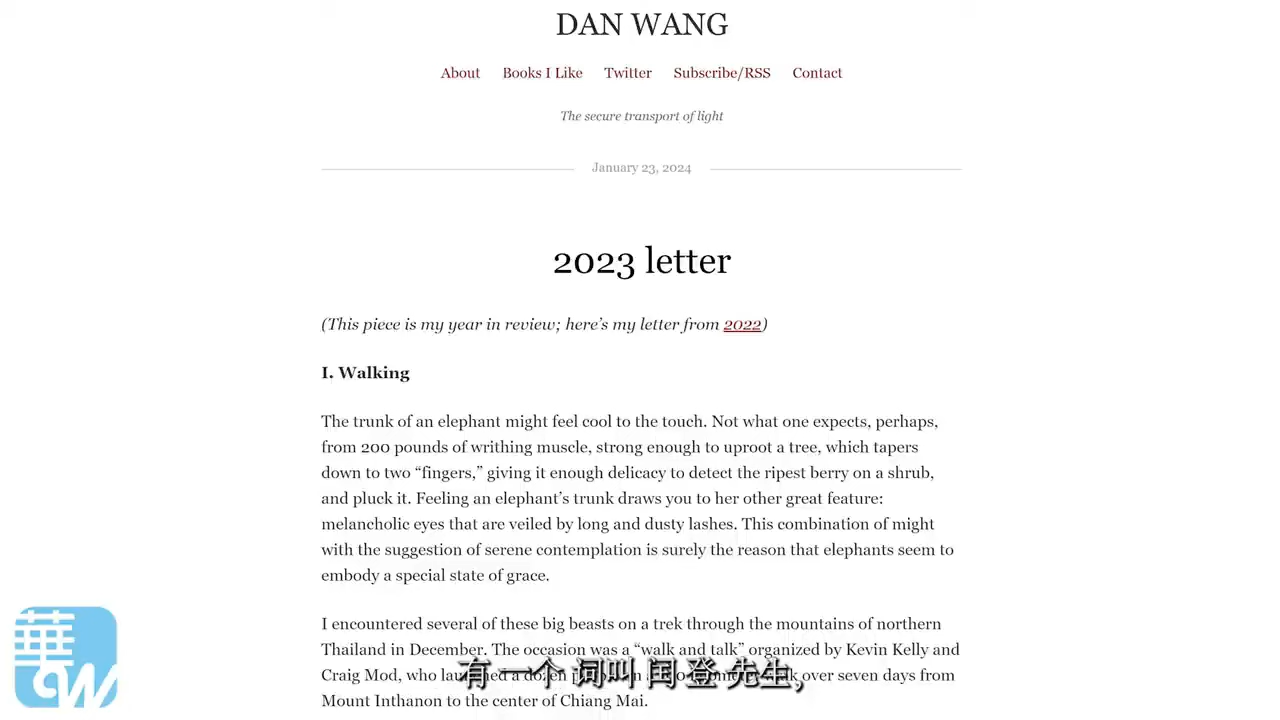 DAN WANG
About Books I Like Twitter Subscribe/RSS Contact
The secure transport of light
January 23, 2024
2023 letter
(This piece is my year in review; here’s my letter from 2022)
I. Walking
The trunk of an elephant might feel cool to the touch. Not what one expects, perhaps,
from 200 pounds of writhing muscle, strong enough to uproot a tree, which tapers
down to two “fingers,” giving it enough delicacy to detect the ripest berry on a shrub,
and pluck it. Feeling an elephant’s trunk draws you to her other great feature:
melancholic eyes that are veiled by long and dusty lashes. This combination of might
with the suggestion of serene contemplation is surely the reason that elephants seem to
embody a special state of grace.
I encountered several of these big beasts on a trek through the mountains of northern
Thailand in December. The occasion was a “walk and talk” organized by Kevin Kelly and
Craig Mod, who a dozen walk over seven days from
有一个词叫闰登先生,
Mount Inthanon to the center of Chiang Mai.
華
W